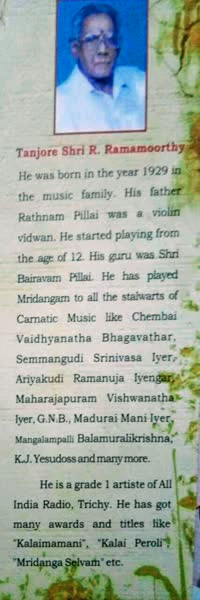 Tanjore Shri R. Ramamoorthy
He was born in the year 1929 in
the music family. His father
Rathnam Pillai was a violin
vidwan. He started playing from
the age of 12. His guru was Shri
Bairavam Pillai. He has played
Mridangam to all the stalwarts of
Carnatic Music like Chembai
Vaidhyanatha Bhagavathar,
Semmangudi Srinivasa Iyer,
Ariyakudi Ramanuja Iyengar,
Maharajapuram Vishwanatha
Iyer, G.N.B., Madurai Mani Iyer,
Mangalampalli Balamuralikrishna,
K.J. Yesudoss and many more.
He is a grade 1 artiste of All
India Radio, Trichy. He has got
many awards and titles like
"Kalaimamani", "Kalai Peroli",
"Mridanga Selvam" etc.